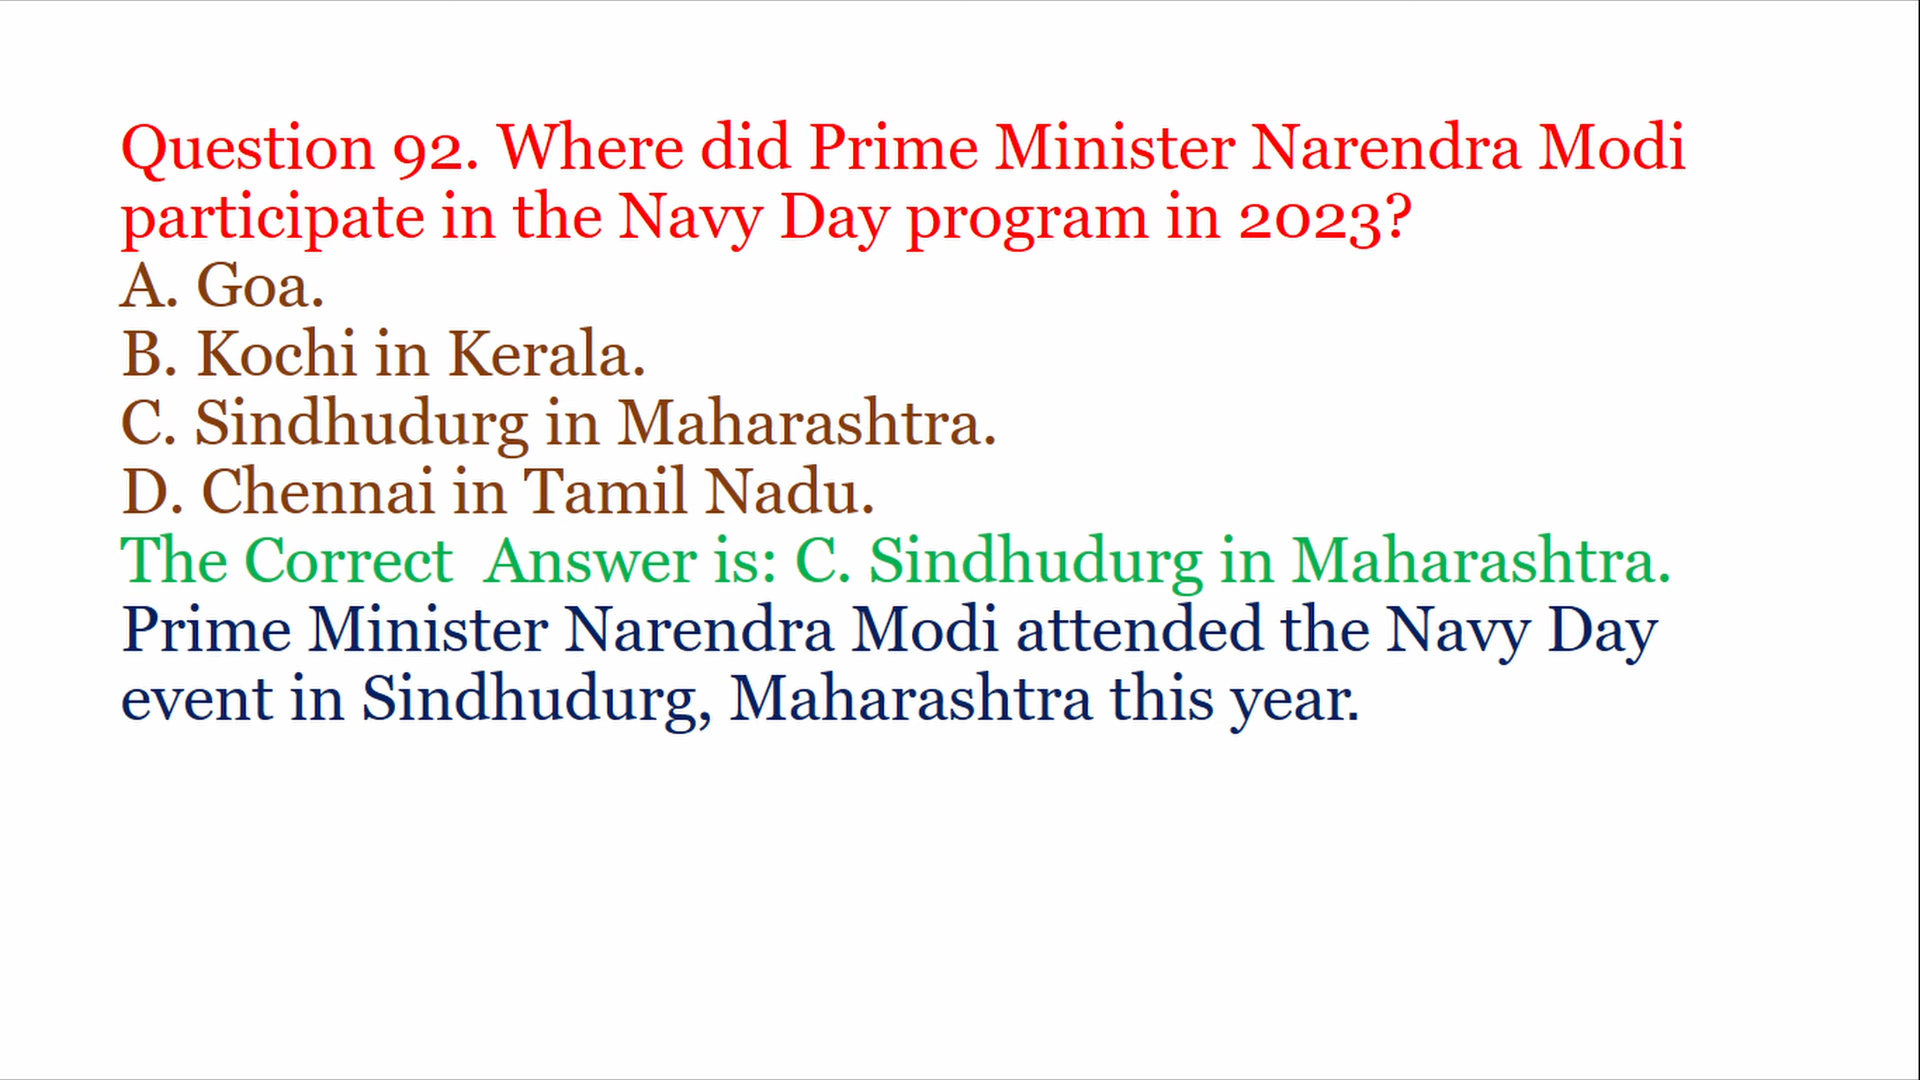 Question 92. Where did Prime Minister Narendra Modi
participate in the Navy Day program in 2023?
A. Goa.
B. Kochi in Kerala.
C. Sindhudurg in Maharashtra.
D. Chennai in Tamil Nadu.
The Correct  Answer is: C. Sindhudurg in Maharashtra.
Prime Minister Narendra Modi attended the Navy Day
event in Sindhudurg, Maharashtra this year.